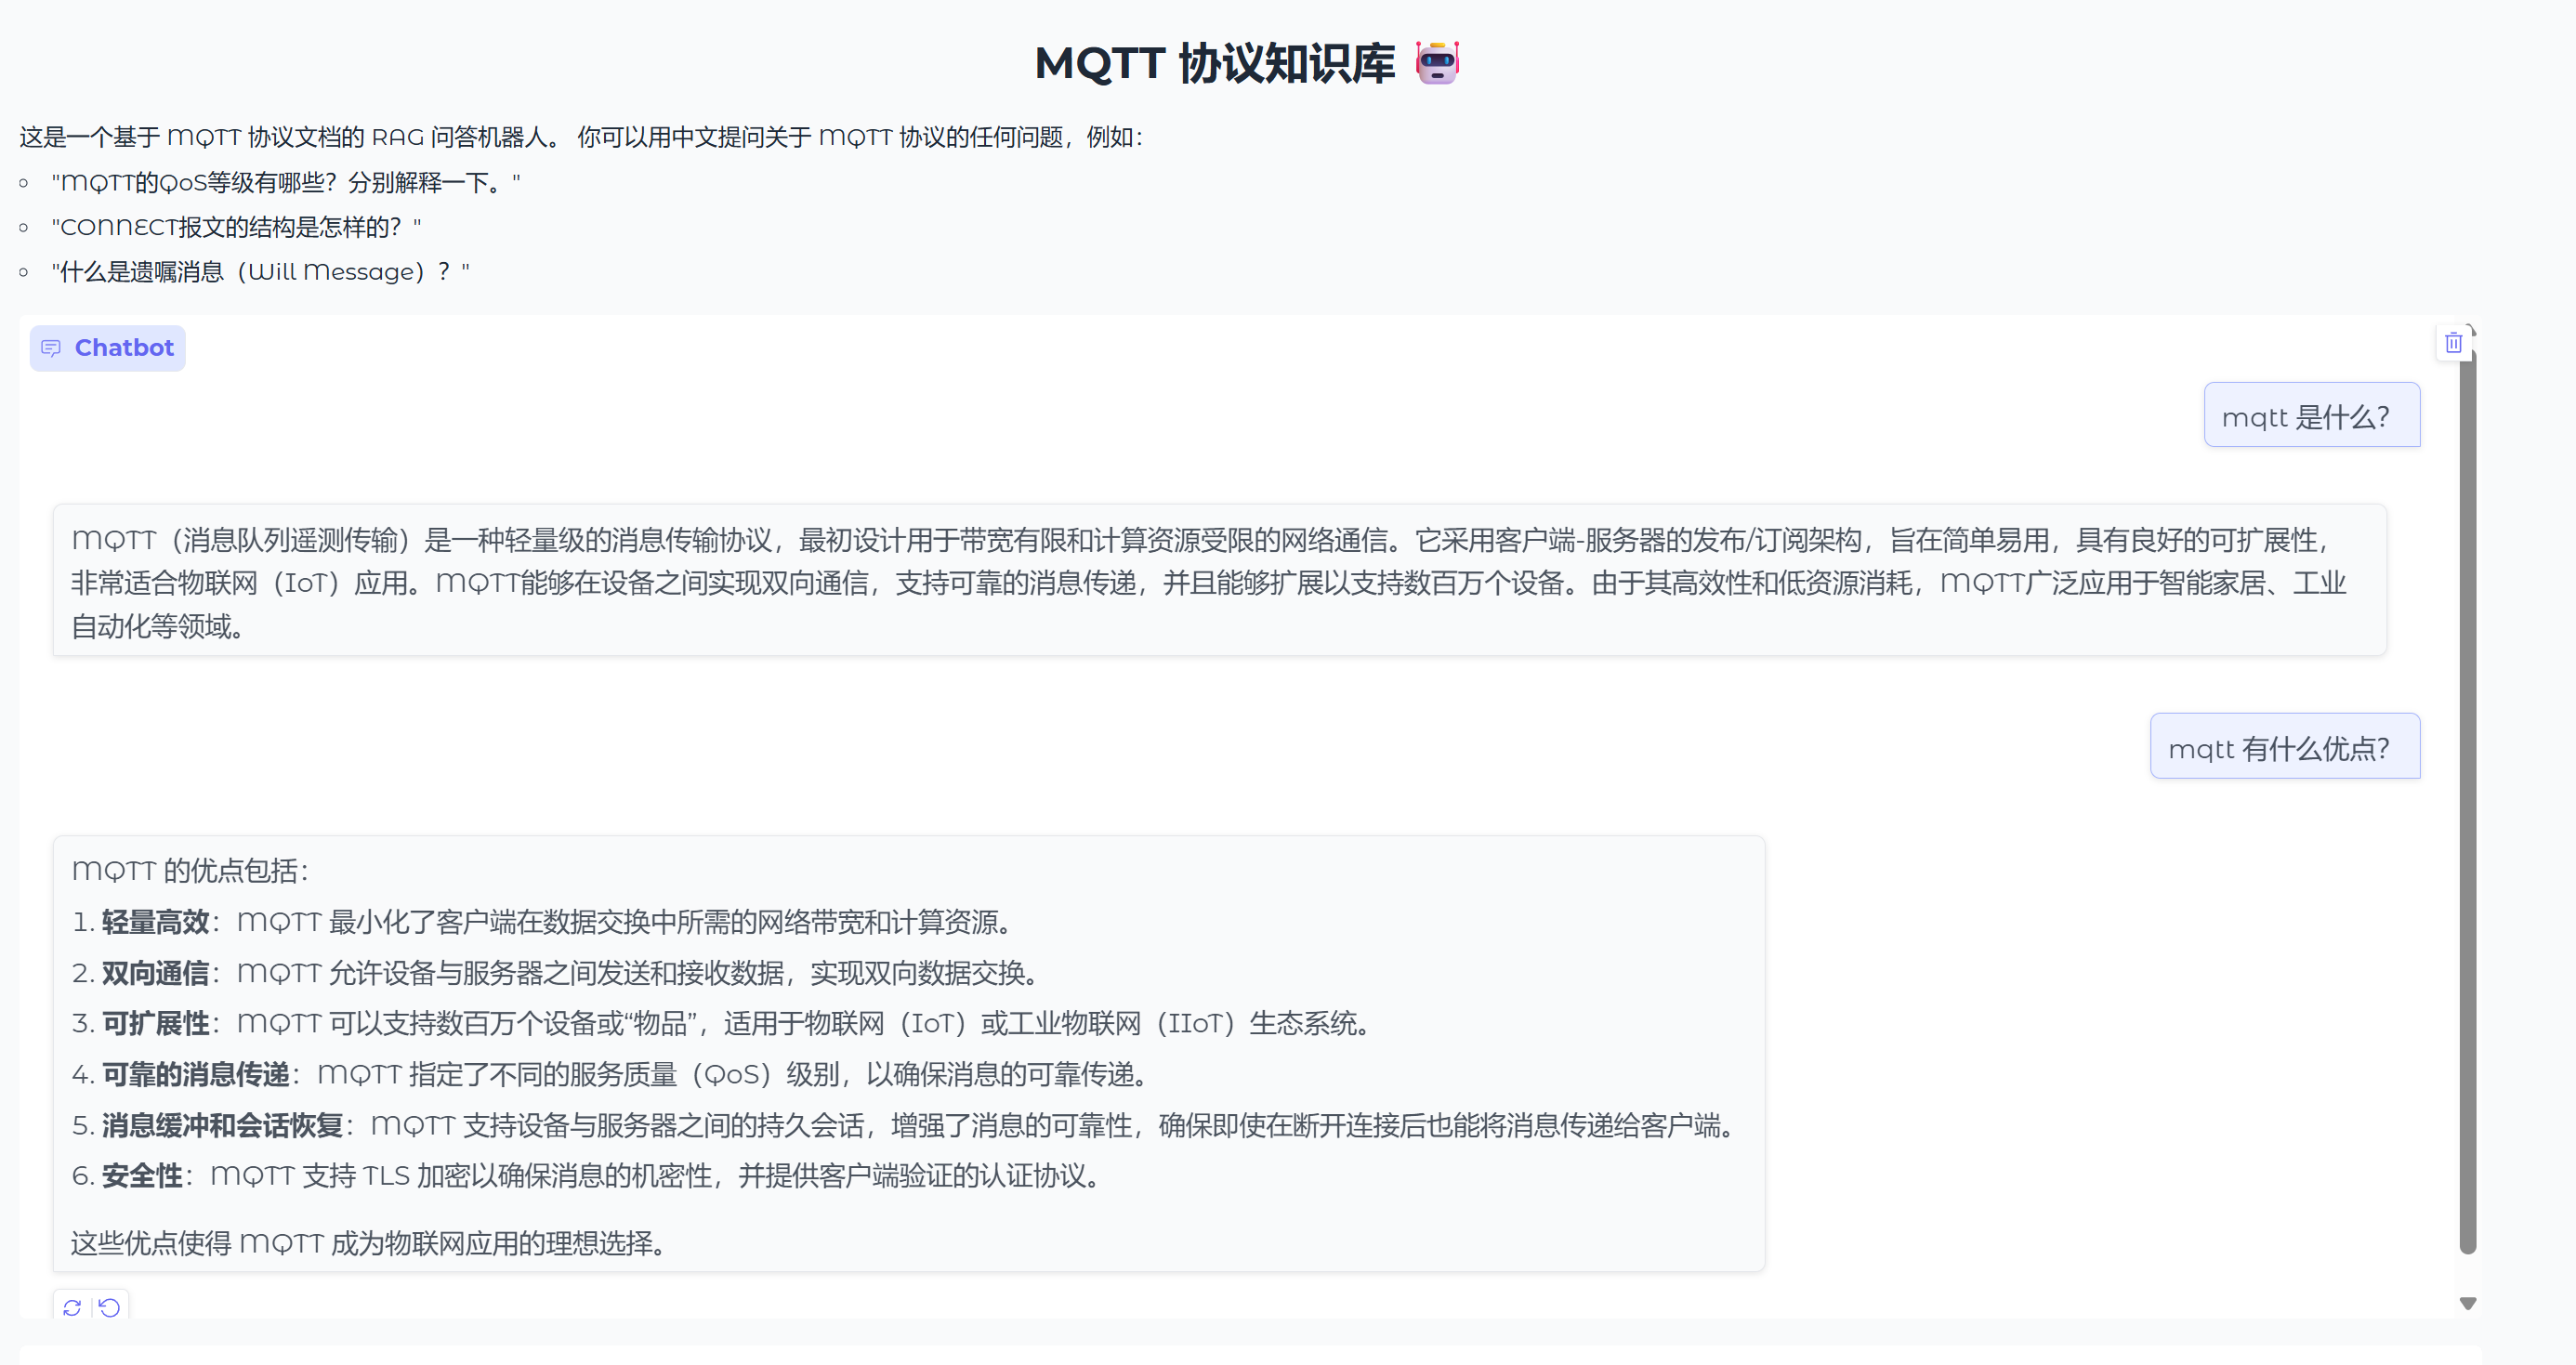 MQTT 协议知识库
这是一个基于 MQTT 协议文档的 RAG 问答机器人。 你可以用中文提问关于 MQTT 协议的任何问题，例如：
"MQTT的QoS等级有哪些？分别解释一下。"
"CONNECT报文的结构是怎样的？"
"什么是遗嘱消息（Will Message）？"
Chatbot
mqtt 是什么？
MQTT（消息队列遥测传输）是一种轻量级的消息传输协议，最初设计用于带宽有限和计算资源受限的网络通信。它采用客户端-服务器的发布/订阅架构，旨在简单易用，具有良好的可扩展性，
非常适合物联网（IoT）应用。MQTT能够在设备之间实现双向通信，支持可靠的消息传递，并且能够扩展以支持数百万个设备。由于其高效性和低资源消耗，MQTT广泛应用于智能家居、工业
自动化等领域。
mqtt 有什么优点？
MQTT 的优点包括：
1. 轻量高效：MQTT 最小化了客户端在数据交换中所需的网络带宽和计算资源。
2. 双向通信：MQTT 允许设备与服务器之间发送和接收数据，实现双向数据交换。
3. 可扩展性：MQTT 可以支持数百万个设备或“物品”，适用于物联网（IoT）或工业物联网（IIoT）生态系统。
4. 可靠的消息传递：MQTT 指定了不同的服务质量（QoS）级别，以确保消息的可靠传递。
5. 消息缓冲和会话恢复：MQTT 支持设备与服务器之间的持久会话，增强了消息的可靠性，确保即使在断开连接后也能将消息传递给客户端。
6. 安全性：MQTT 支持 TLS 加密以确保消息的机密性，并提供客户端验证的认证协议。
这些优点使得 MQTT 成为物联网应用的理想选择。